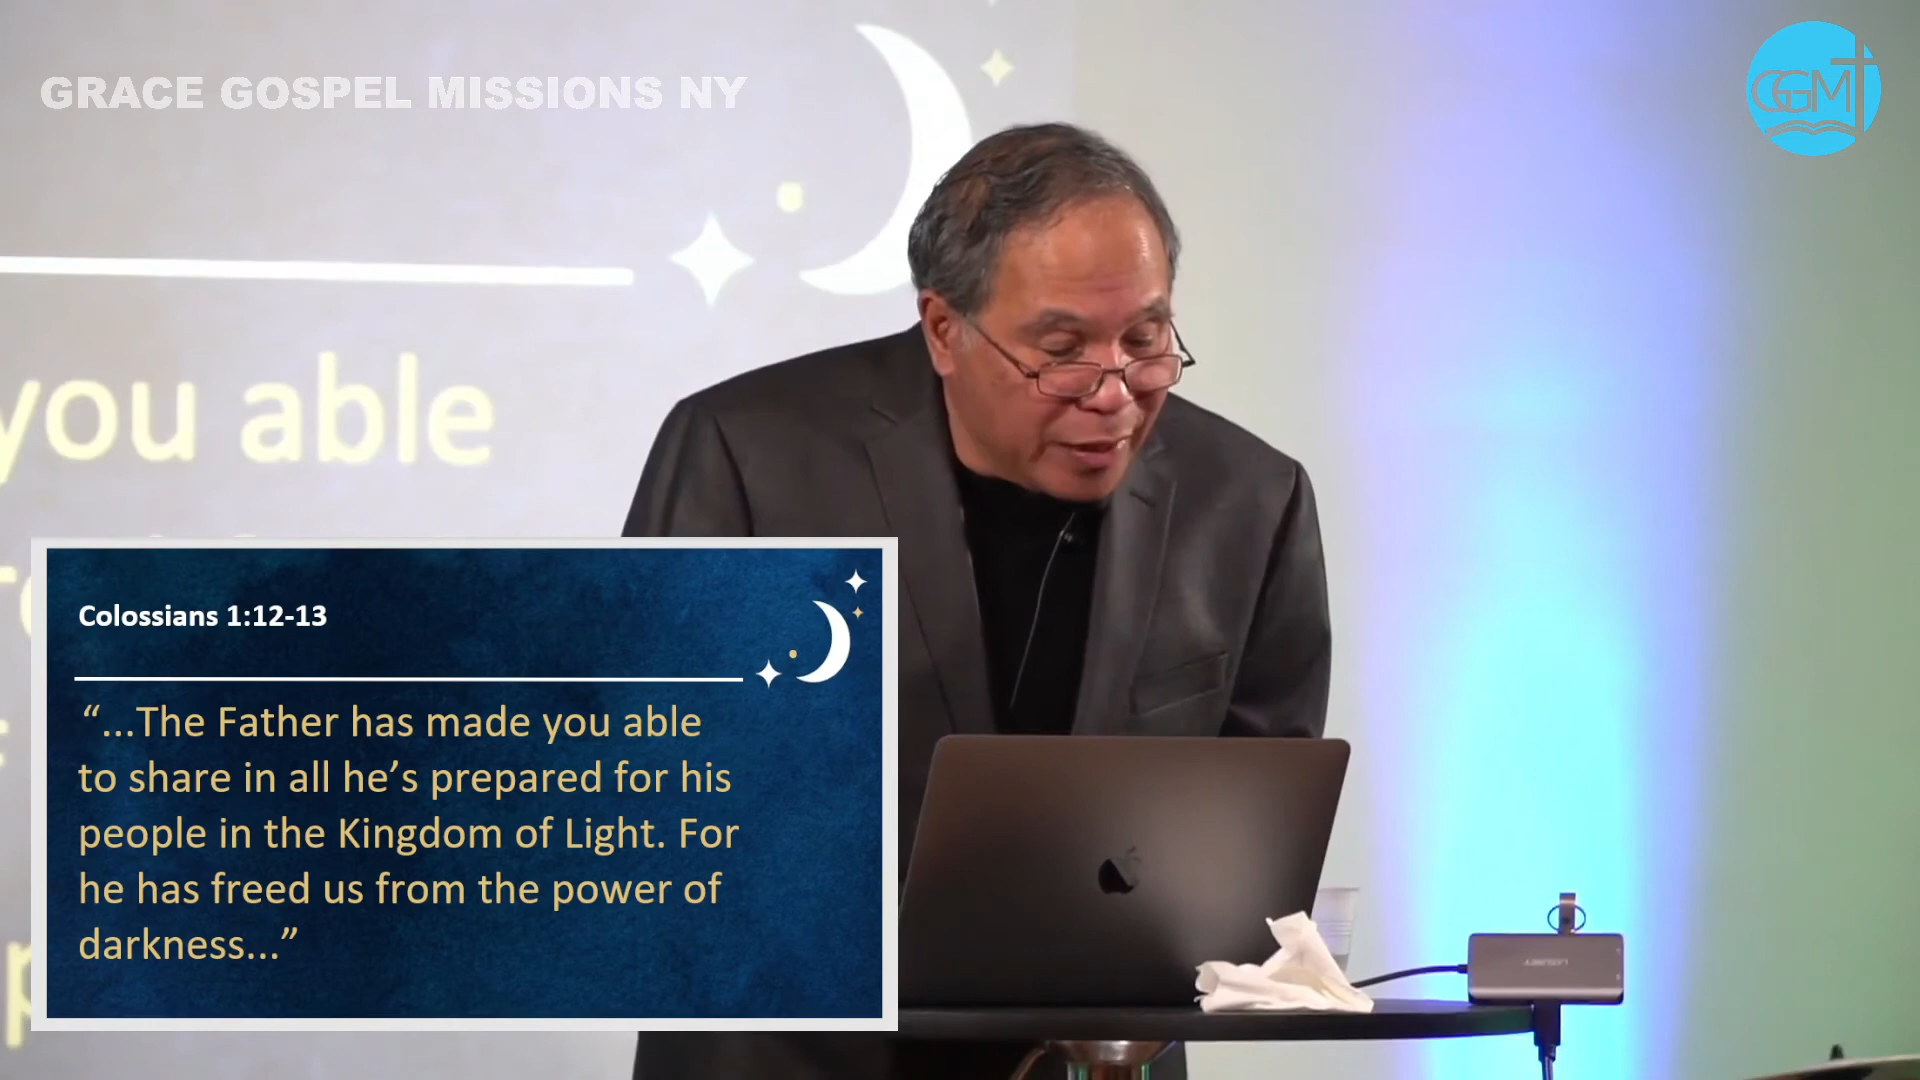 GRACE GOSPEL MISSIONS NY
GGM
you able
Colossians 1:12-13
“...The Father has made you able
to share in all he’s prepared for his
people in the Kingdom of Light. For
he has freed us from the power of
darkness...”